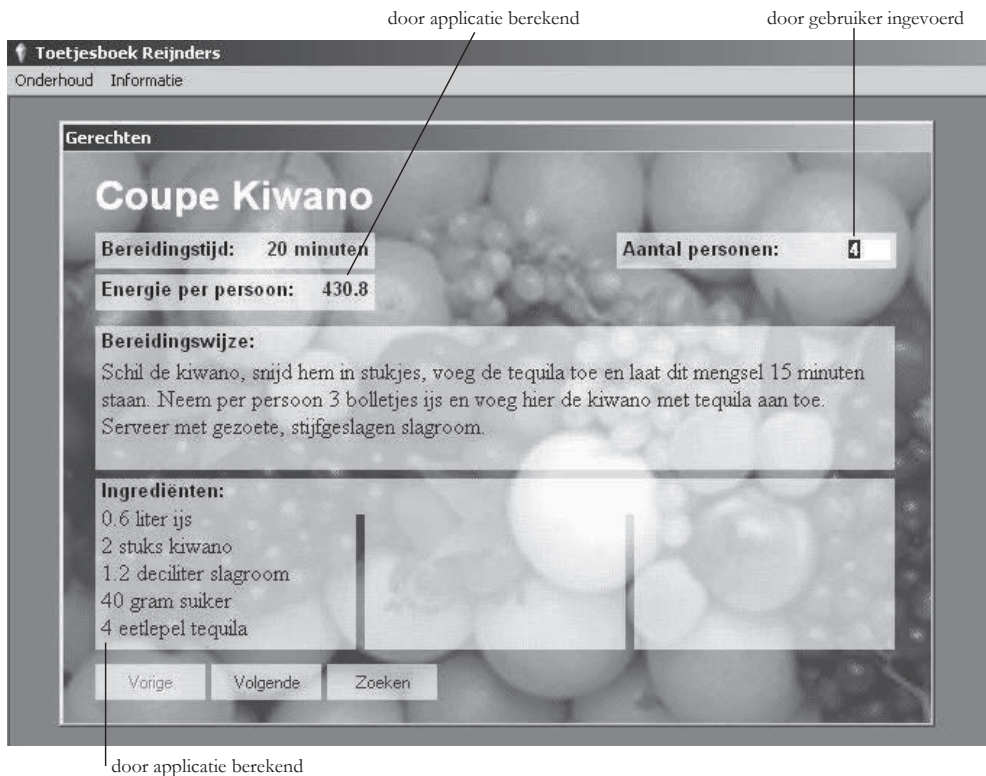 door applicatie berekend
door gebruiker ingevoerd
Toetjesboek Reijnders
Onderhoud Informatie
Gerechten
Coupe Kiwano
Bereidingstijd: 20 minuten
Aantal personen: 4
Energie per persoon: 430.8
Bereidingswijze:
Schil de kiwano, snijd hem in stukjes, voeg de tequila toe en laat dit mengsel 15 minuten
staan. Neem per persoon 3 bolletjes ijs en voeg hier de kiwano met tequila aan toe.
Serveer met gezoete, stijfgeslagen slagroom.
Ingrediënten:
0.6 liter ijs
2 stuks kiwano
1.2 deciliter slagroom
40 gram suiker
4 eetlepel tequila
Vorige Volgende Zoeken
door applicatie berekend